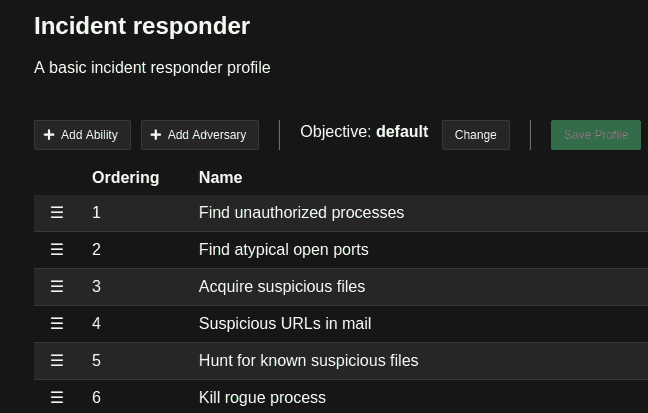 Incident responder
A basic incident responder profile
+ Add Ability + Add Adversary Objective: default Change Save Profile
Ordering Name
1 Find unauthorized processes
2 Find atypical open ports
3 Acquire suspicious files
4 Suspicious URLs in mail
5 Hunt for known suspicious files
6 Kill rogue process